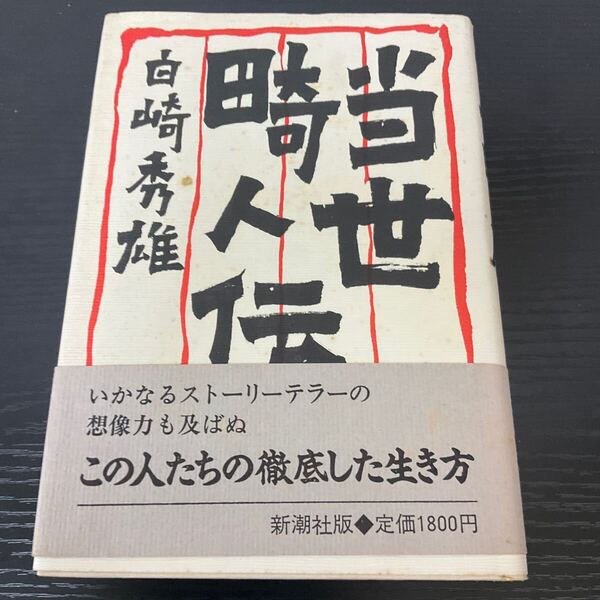 当世
畸人伝
白崎秀雄
いかなるストーリーテラーの
想像力も及ばぬ
この人たちの徹底した生き方
新潮社版◆定価1800円